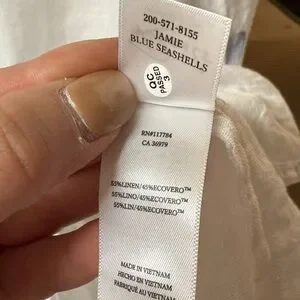 200-571-8155
JAMIE
BLUE SEASHELLS
QC
PASSED
3
RN#117784
CA 36979
55%LINEN/45%ECOVERO™
55%LINO/45%ECOVERO™
55%LIN/45%ECOVERO™
MADE IN VIETNAM
HECHO EN VIETNAM
FABRIQUÉ AU VIETNAM